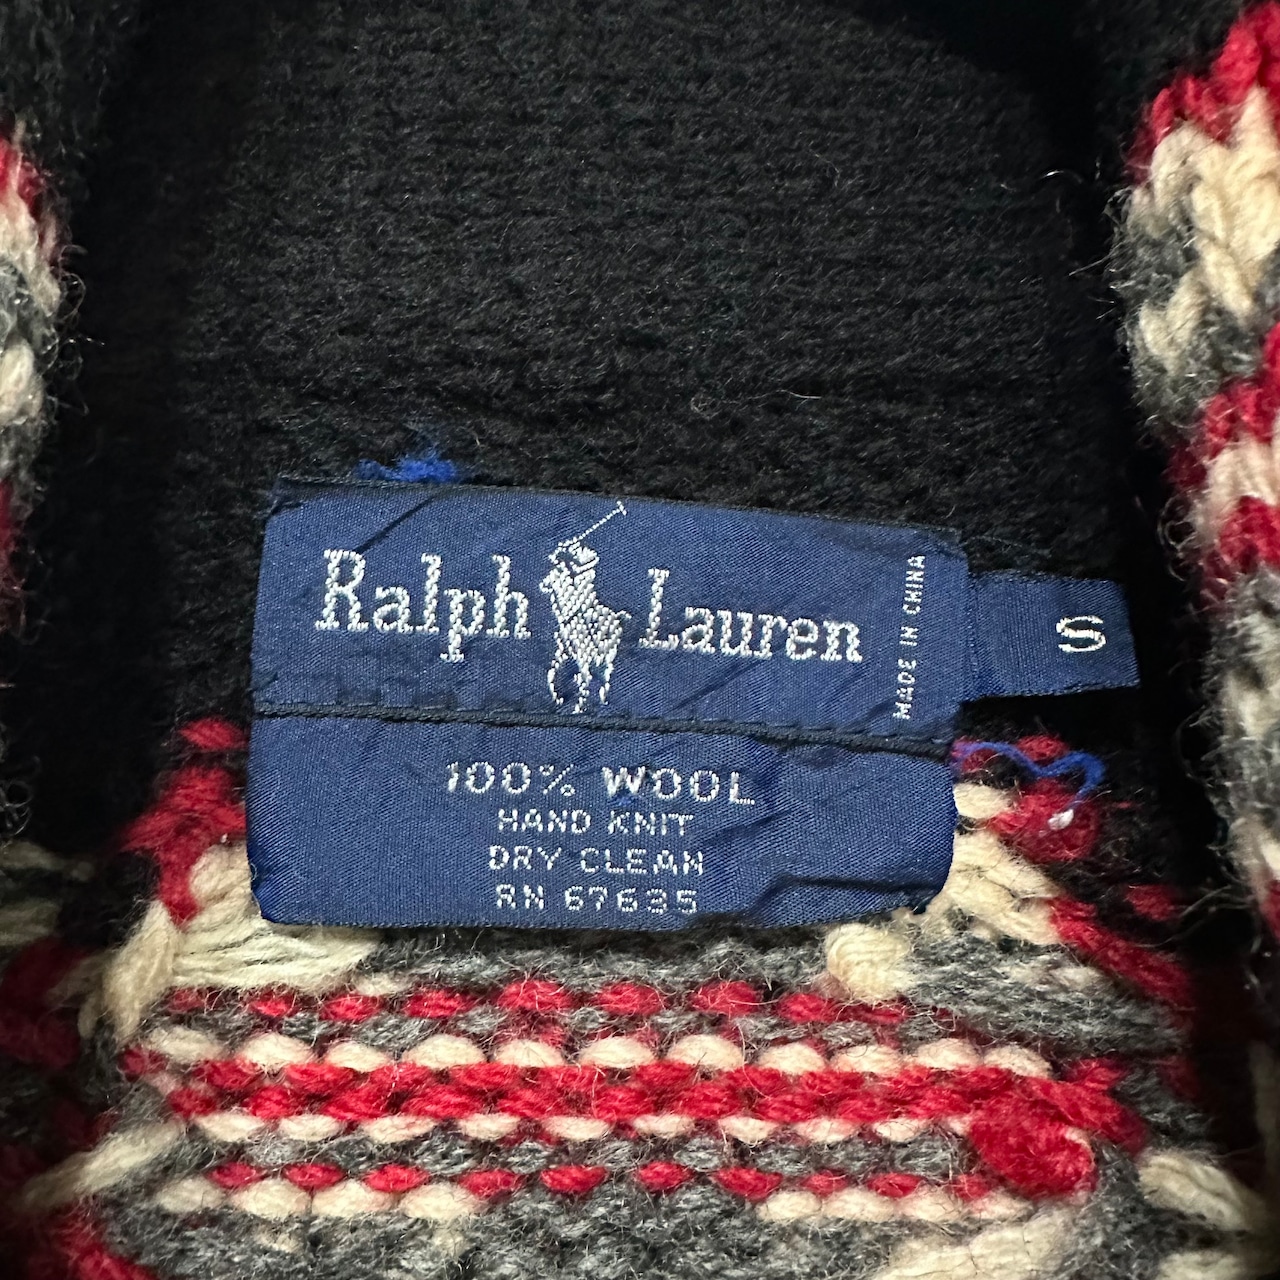 Ralph Lauren
MADE IN CHINA
S
100% WOOL
HAND KNIT
DRY CLEAN
RN 67635